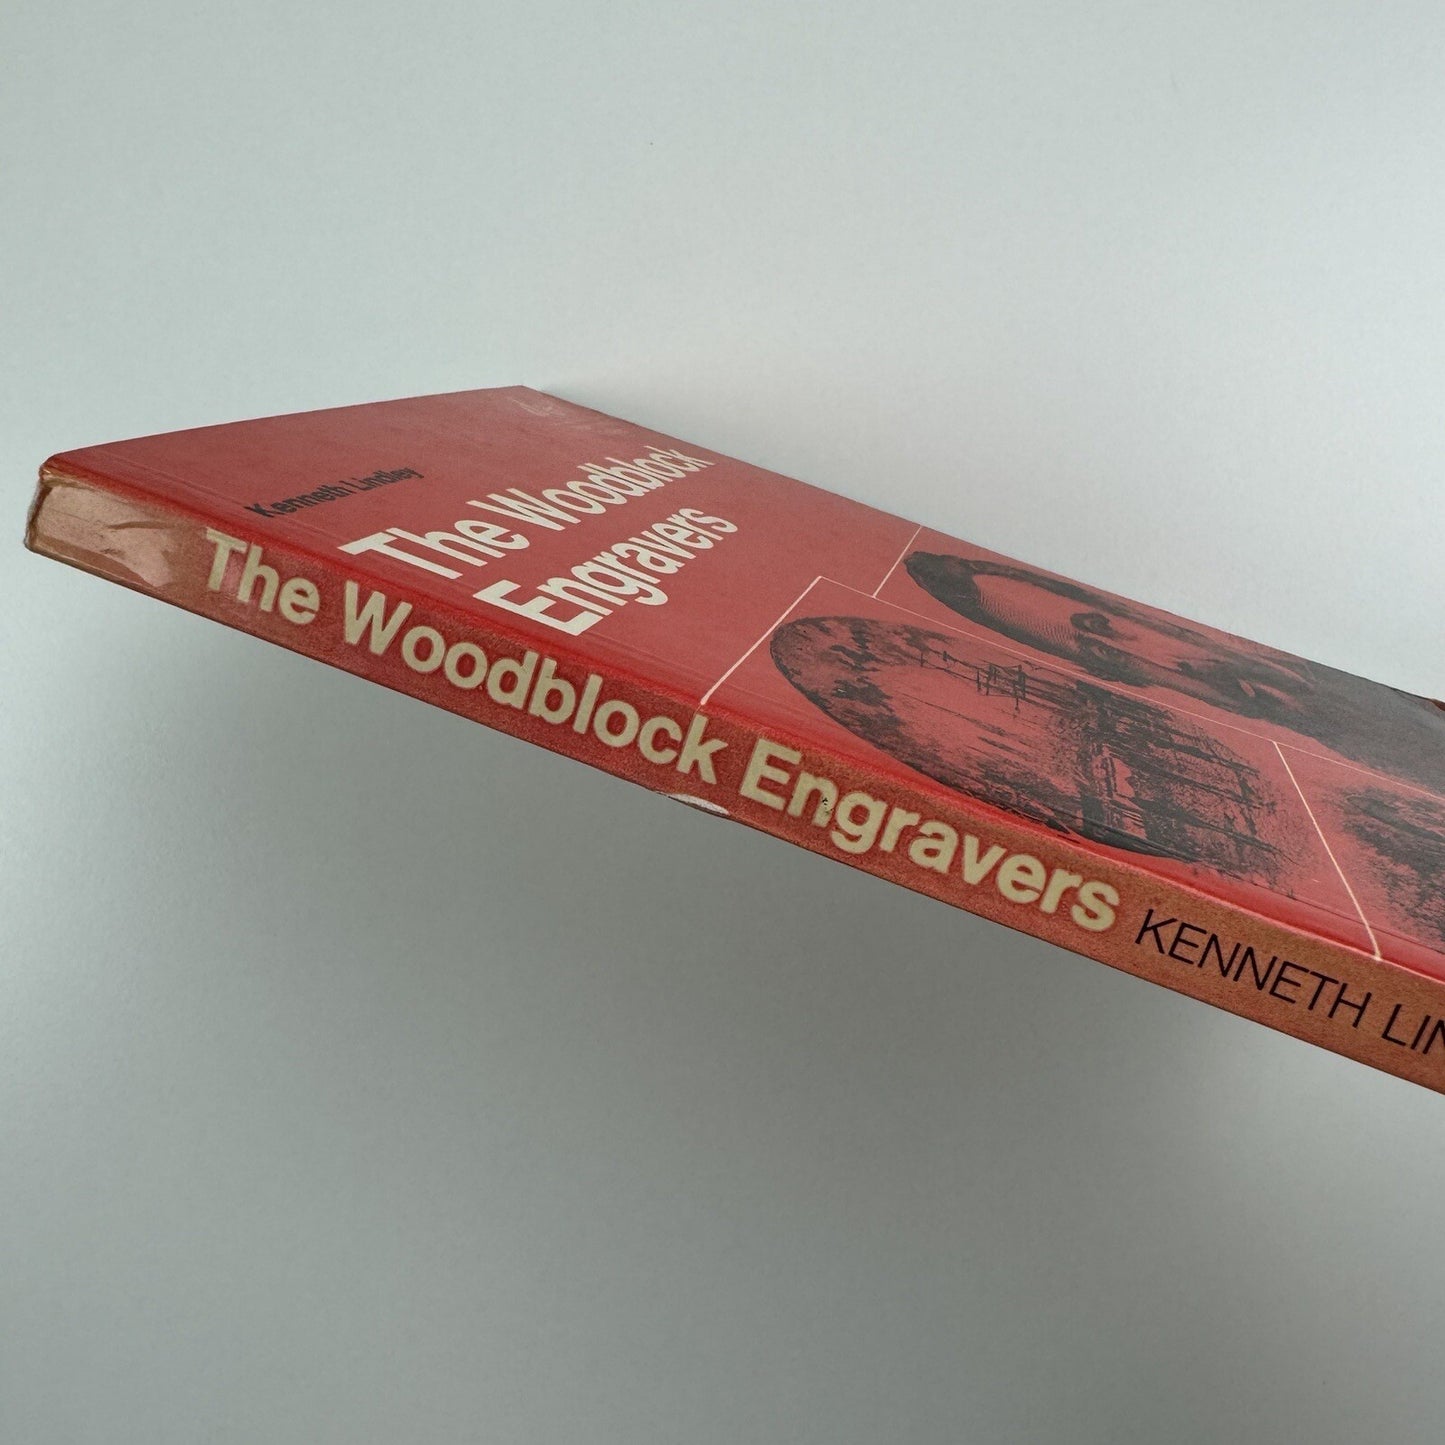 Kenneth Lindley
The Woodblock
Engravers
The Woodblock Engravers KENNETH LIN